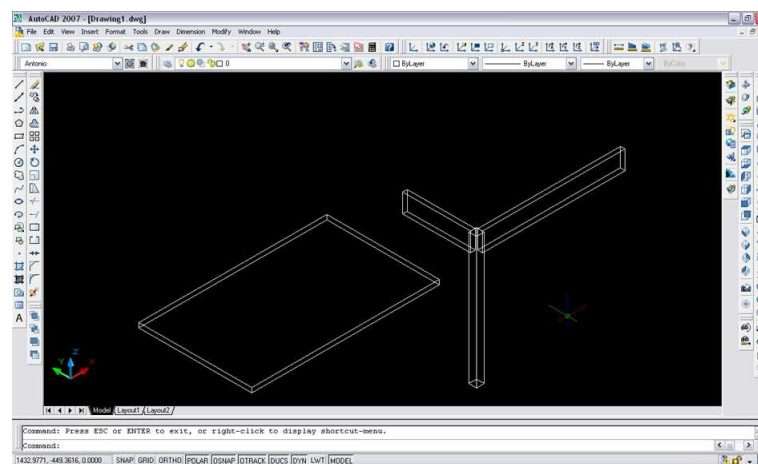 AutoCAD 2007 - [Drawing1.dwg]
File Edit View Insert Format Tools Draw Dimension Modify Window Help
Antonio 0 ByLayer ByLayer ByLayer ByColor
A
Z
Y X
Model Layout1 Layout2
Command: Press ESC or ENTER to exit, or right-click to display shortcut-menu.
Command:
1432.9771, -449.3616, 0.0000 SNAP GRID ORTHO POLAR OSNAP OTRACK DUCS DYN LWT MODEL